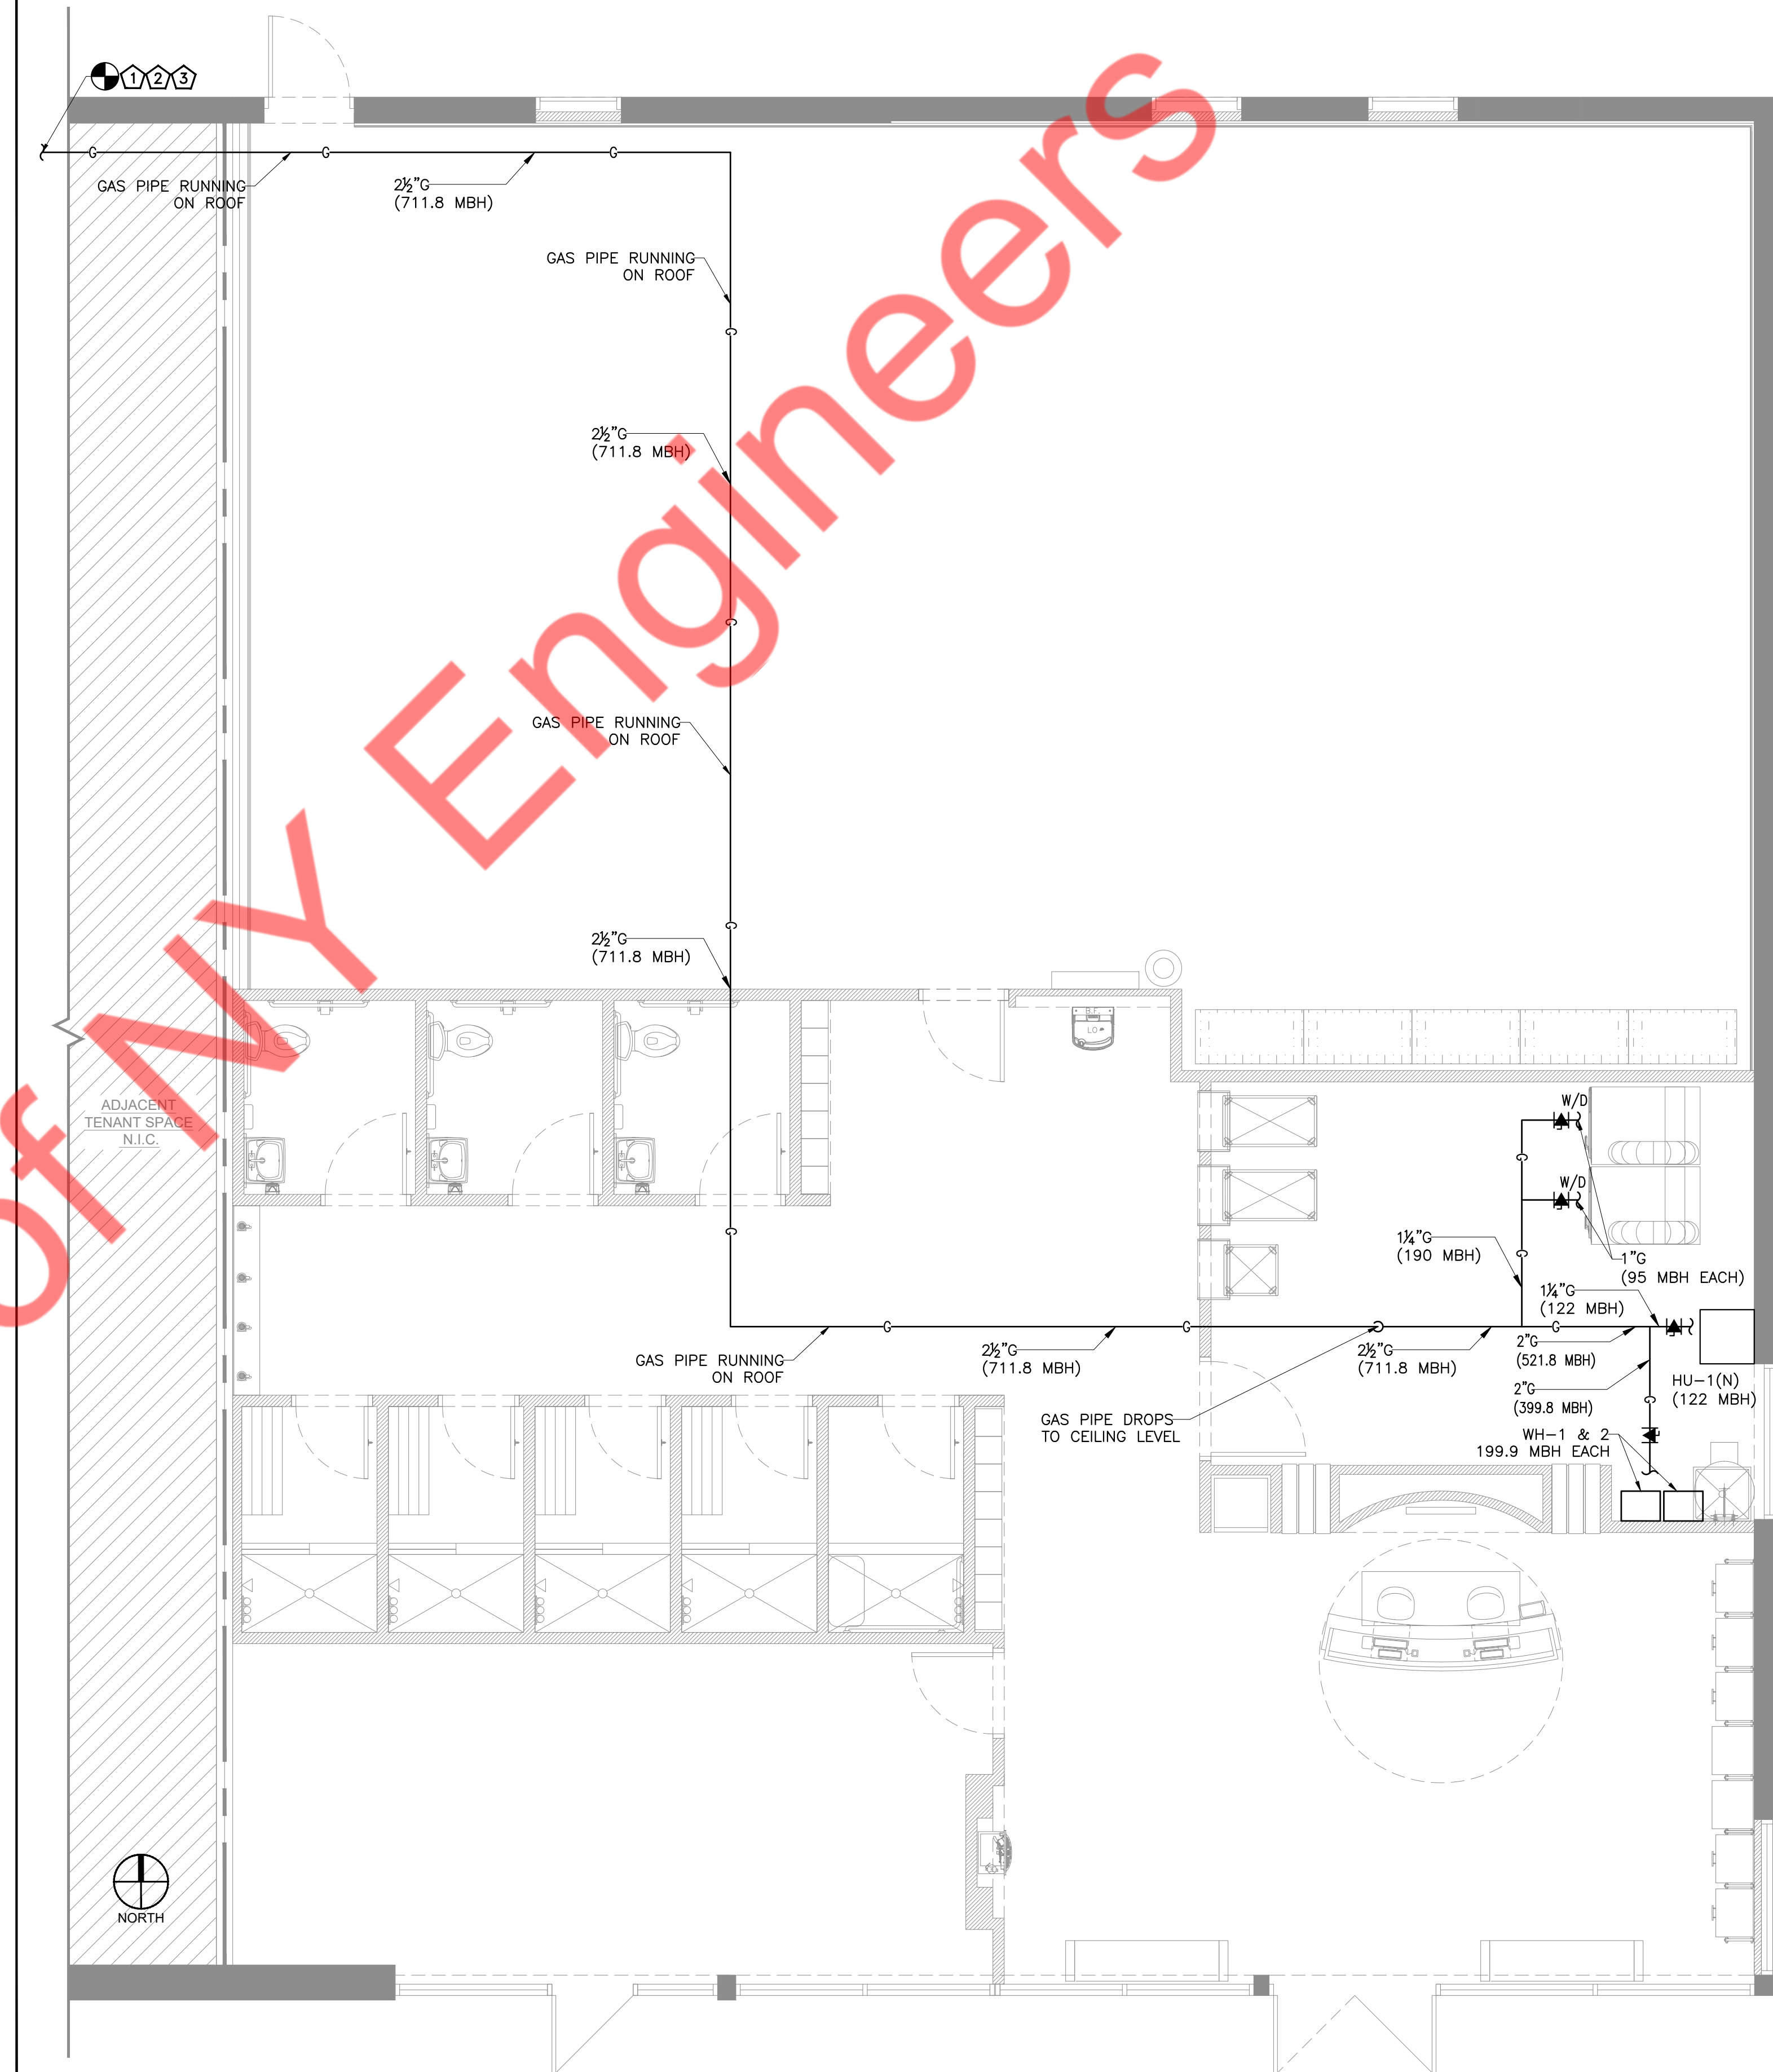 1 2 3
G G G
GAS PIPE RUNNING
ON ROOF
2½"G
(711.8 MBH)
GAS PIPE RUNNING
ON ROOF
G
2½"G
(711.8 MBH)
G
GAS PIPE RUNNING
ON ROOF
G
2½"G
(711.8 MBH)
of NY Engineers
B.F.
LO
ADJACENT
TENANT SPACE
N.I.C.
W/D
G
W/D
G
1¼"G
(190 MBH)
G
1"G
(95 MBH EACH)
1¼"G
(122 MBH)
G G G
GAS PIPE RUNNING
ON ROOF
2½"G
(711.8 MBH)
2½"G
(711.8 MBH)
2"G
(521.8 MBH)
HU-1(N)
(122 MBH)
2"G
(399.8 MBH)
G
GAS PIPE DROPS
TO CEILING LEVEL
WH-1 & 2
199.9 MBH EACH
NORTH